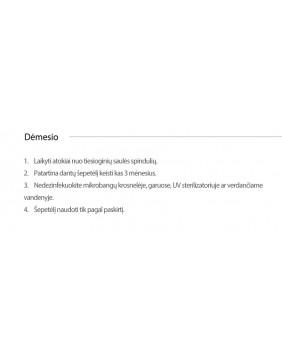 Dėmesio
1. Laikyti atokiai nuo tiesioginių saulės spindulių.
2. Patartina dantų šepetėlį keisti kas 3 mėnesius.
3. Nedezinfekuokite mikrobangų krosnelėje, garuose, UV sterilizatoriuje ar verdančiame
vandenyje.
4. Šepetėlį naudoti tik pagal paskirtį.